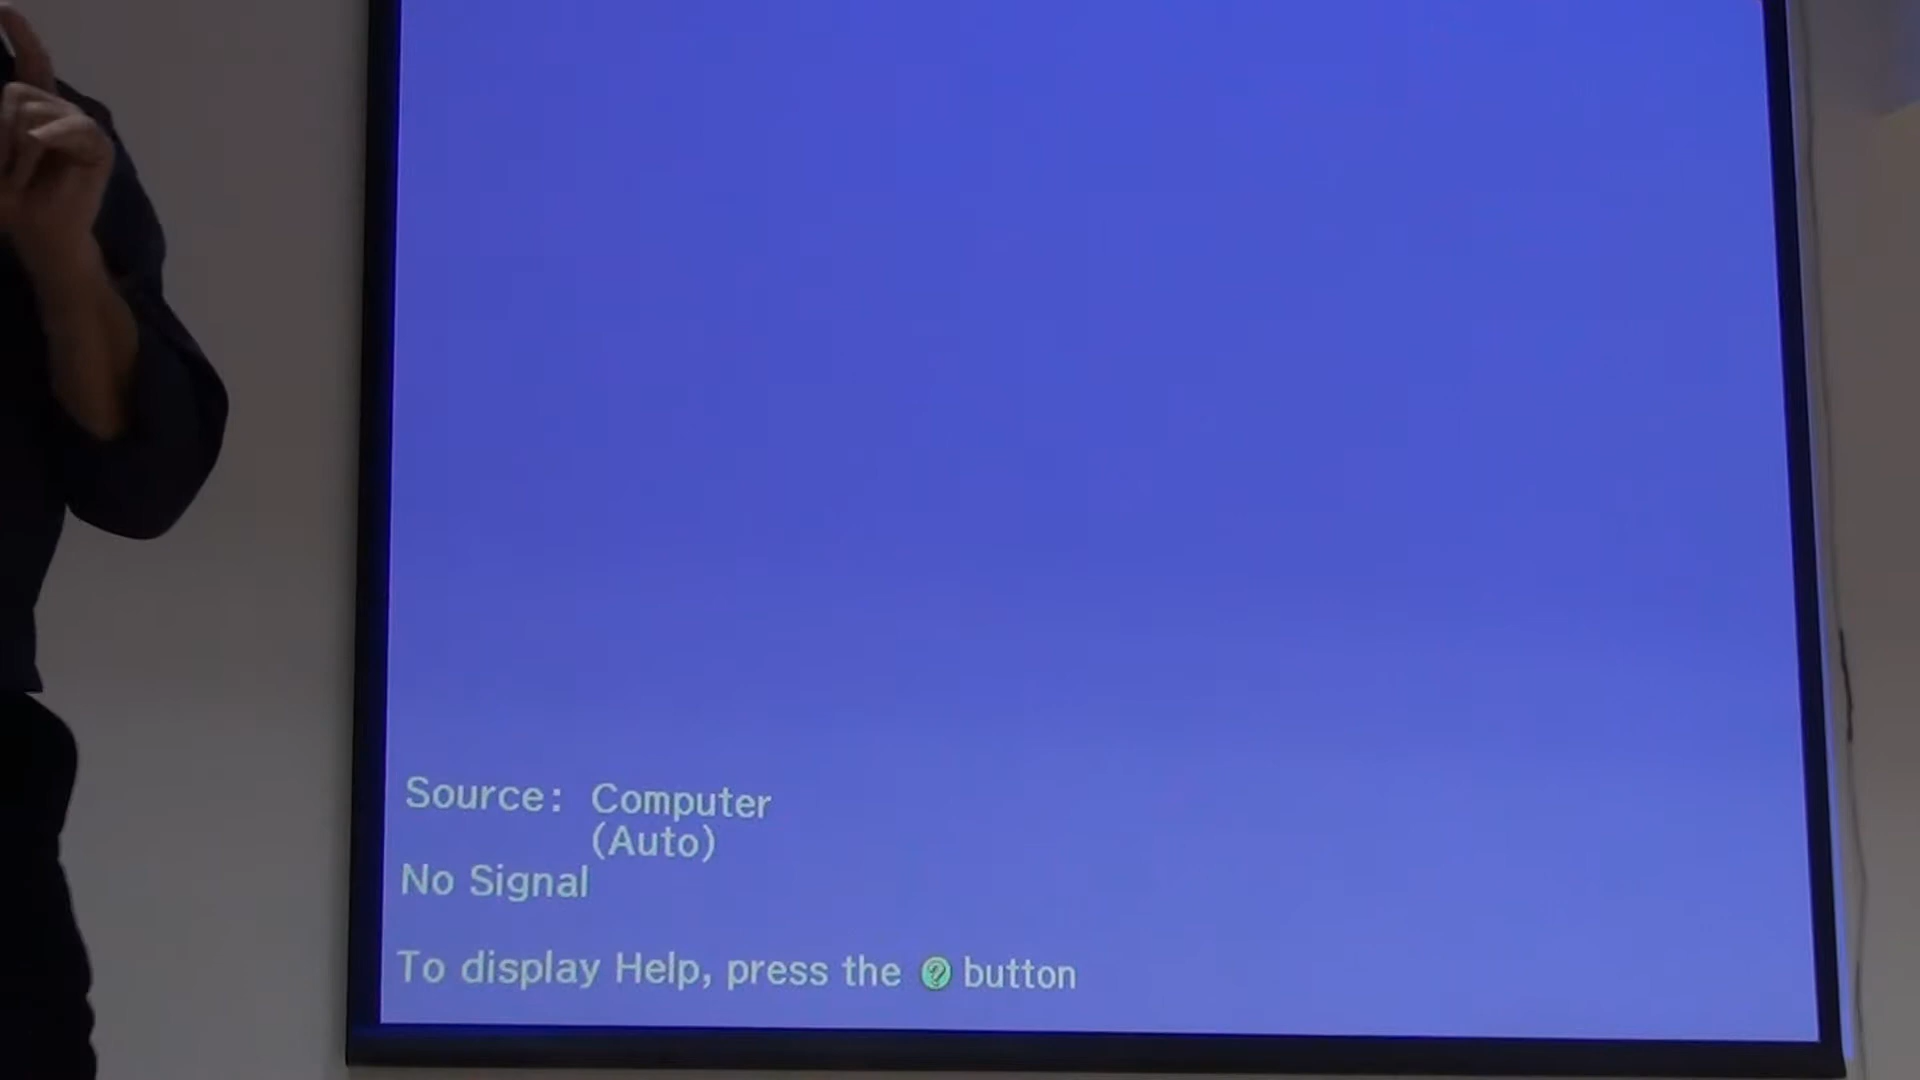 Source: Computer
(Auto)
No Signal
To display Help, press the ? button